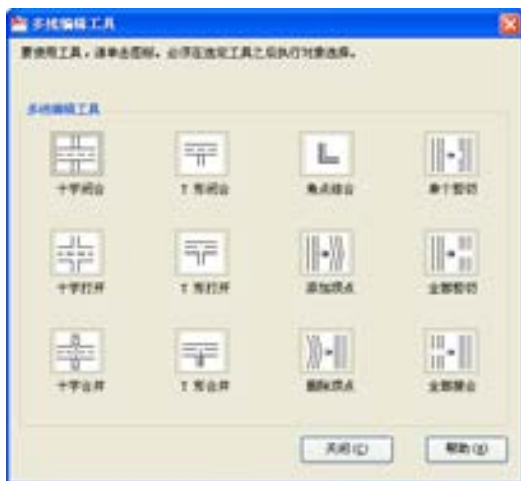 多线编辑工具
要使用工具，请单击图标。必须在选定工具之后执行对象选择。
多线编辑工具
十字闭合 T 形闭合 角点结合 单个剪切
十字打开 T 形打开 添加顶点 全部剪切
十字合并 T 形合并 删除顶点 全部接合
关闭(C) 帮助(H)